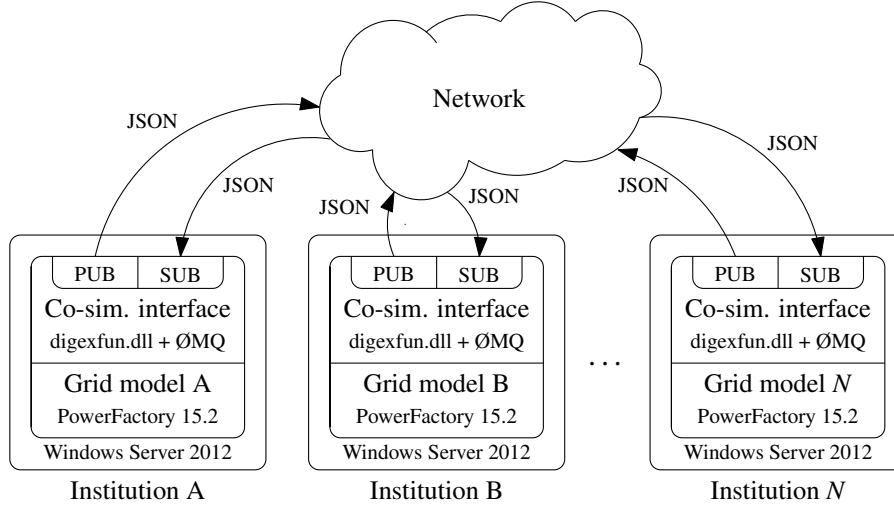 Network
JSON
JSON
JSON
JSON
JSON
JSON
PUB SUB
Co-sim. interface
digexfun.dll + ØMQ
Grid model A
PowerFactory 15.2
Windows Server 2012
Institution A
PUB SUB
Co-sim. interface
digexfun.dll + ØMQ
Grid model B
PowerFactory 15.2
Windows Server 2012
Institution B
...
PUB SUB
Co-sim. interface
digexfun.dll + ØMQ
Grid model N
PowerFactory 15.2
Windows Server 2012
Institution N